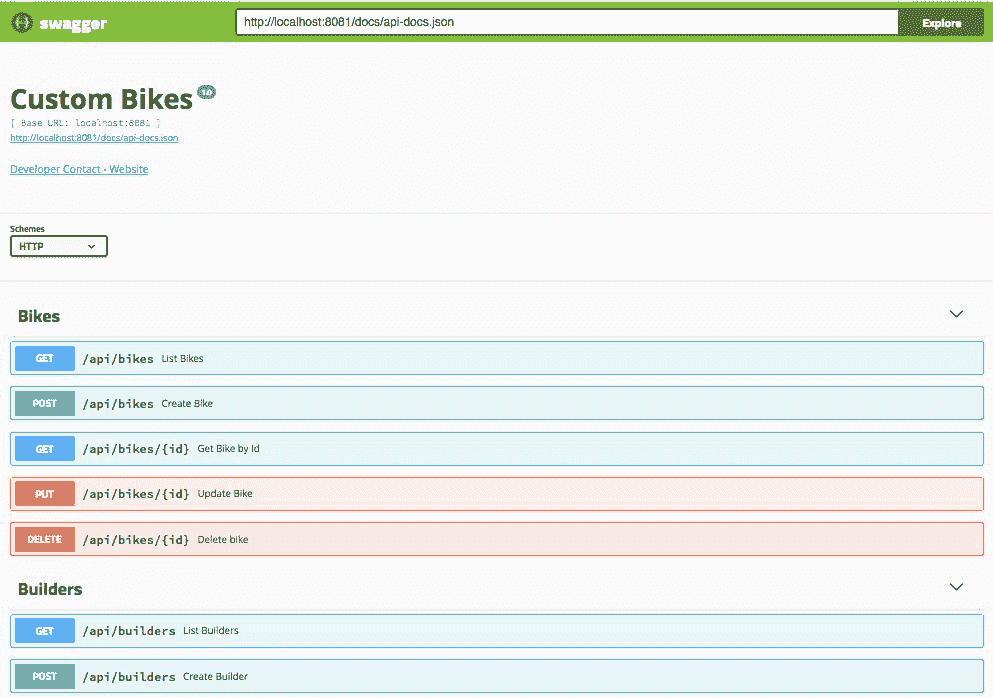 swagger
http://localhost:8081/docs/api-docs.json
Explore
Custom Bikes 1.0
[ Base URL: localhost:8081 ]
http://localhost:8081/docs/api-docs.json
Developer Contact - Website
Schemes
HTTP
Bikes
GET /api/bikes List Bikes
POST /api/bikes Create Bike
GET /api/bikes/{id} Get Bike by Id
PUT /api/bikes/{id} Update Bike
DELETE /api/bikes/{id} Delete bike
Builders
GET /api/builders List Builders
POST /api/builders Create Builder